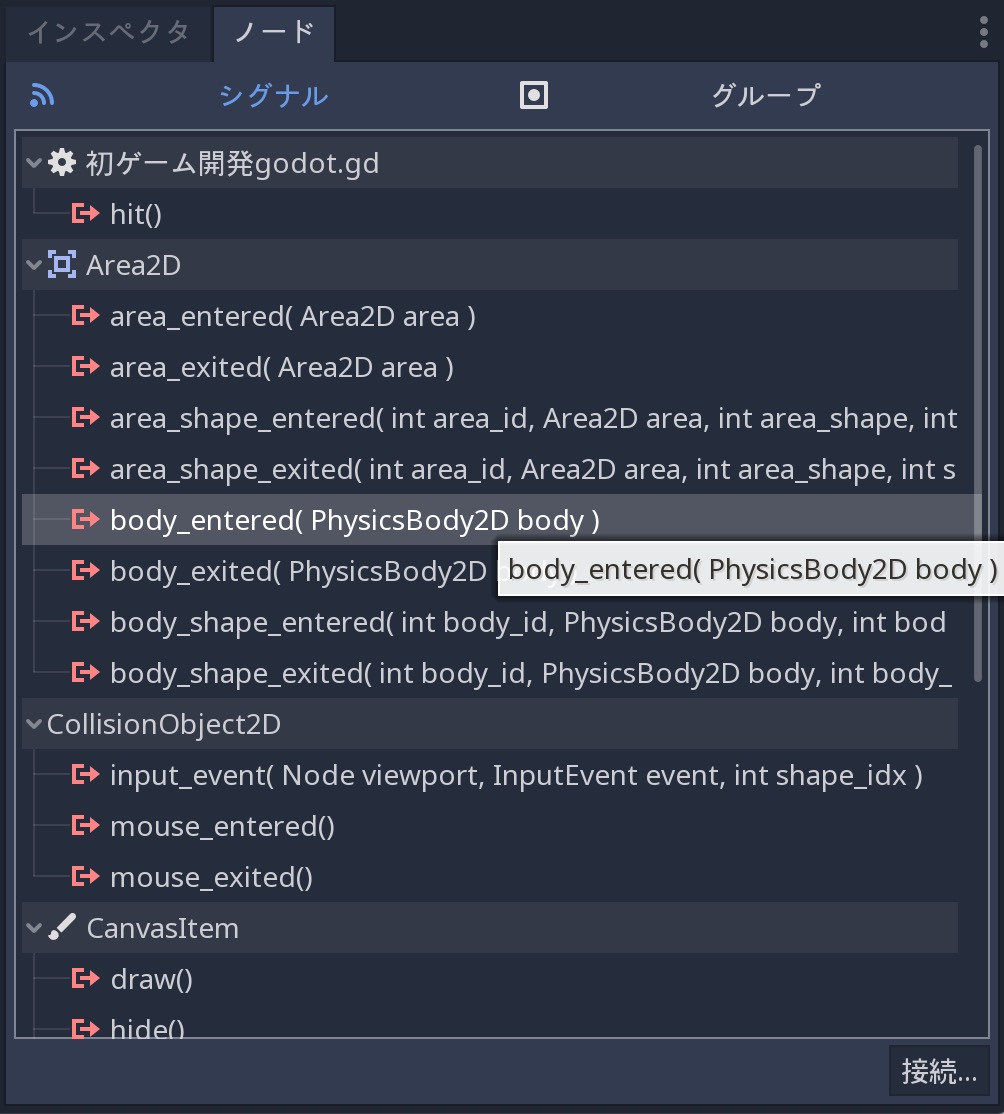 インスペクタ ノード
シグナル グループ
初ゲーム開発godot.gd
hit()
Area2D
area_entered( Area2D area )
area_exited( Area2D area )
area_shape_entered( int area_id, Area2D area, int area_shape, int
area_shape_exited( int area_id, Area2D area, int area_shape, int s
body_entered( PhysicsBody2D body )
body_exited( PhysicsBody2D
body_entered( PhysicsBody2D body )
body_shape_entered( int body_id, PhysicsBody2D body, int bod
body_shape_exited( int body_id, PhysicsBody2D body, int body_
CollisionObject2D
input_event( Node viewport, InputEvent event, int shape_idx )
mouse_entered()
mouse_exited()
CanvasItem
draw()
hide()
接続...